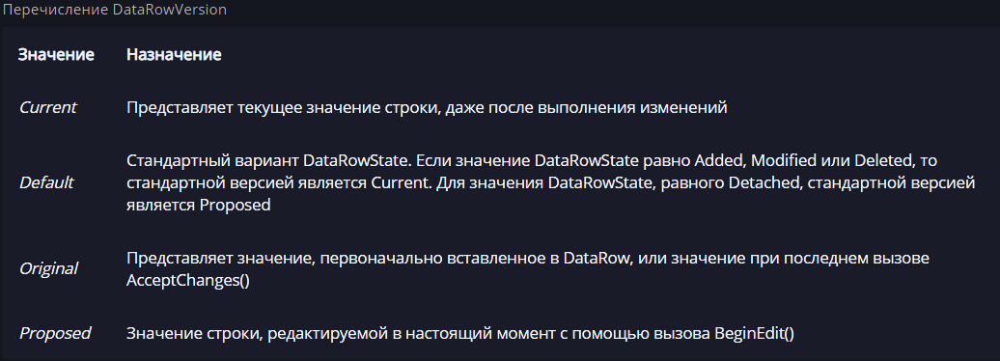 Перечисление DataRowVersion
Значение Назначение
Current Представляет текущее значение строки, даже после выполнения изменений
Стандартный вариант DataRowState. Если значение DataRowState равно Added, Modified или Deleted, то
Default стандартной версией является Current. Для значения DataRowState, равного Detached, стандартной версией
является Proposed
Original Представляет значение, первоначально вставленное в DataRow, или значение при последнем вызове
AcceptChanges()
Proposed Значение строки, редактируемой в настоящий момент с помощью вызова BeginEdit()